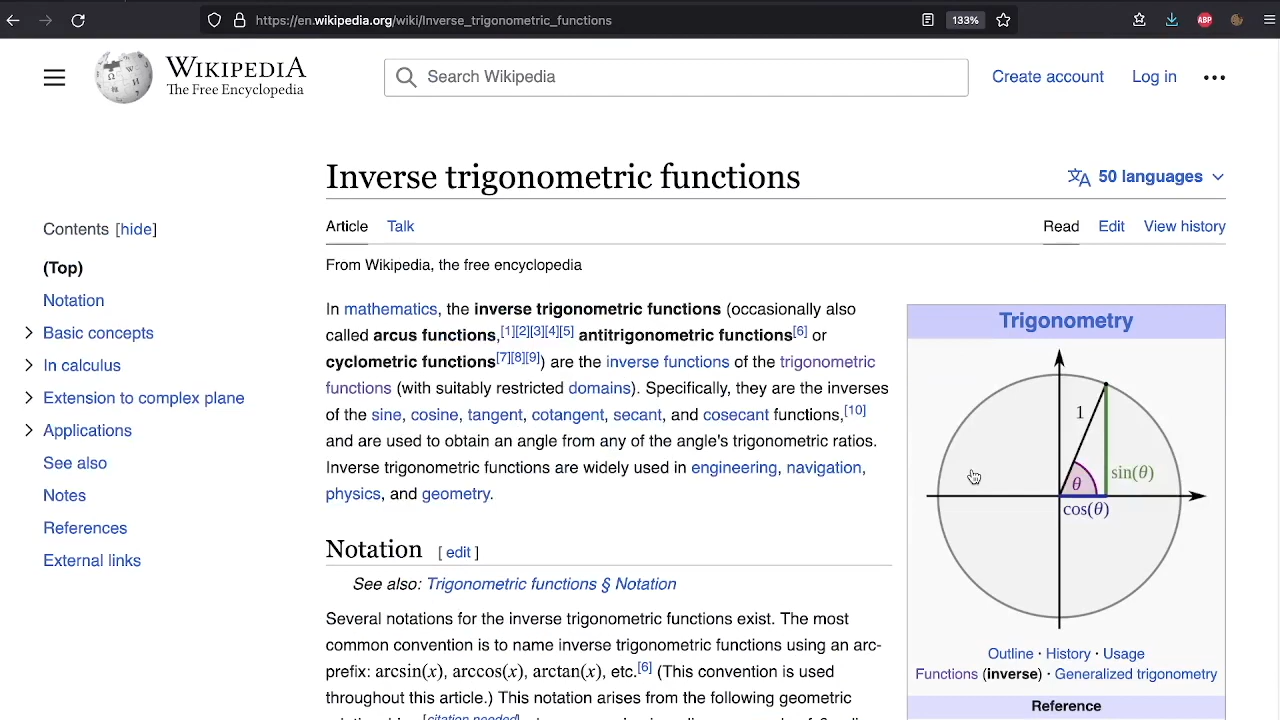 https://en.wikipedia.org/wiki/Inverse_trigonometric_functions
133%
ABP
WIKIPEDIA
The Free Encyclopedia
Search Wikipedia
Create account
Log in
Inverse trigonometric functions
50 languages
Article
Talk
Read
Edit
View history
From Wikipedia, the free encyclopedia
Contents [hide]
(Top)
Notation
Basic concepts
In calculus
Extension to complex plane
Applications
See also
Notes
References
External links
In mathematics, the inverse trigonometric functions (occasionally also
called arcus functions,[1][2][3][4][5] antitrigonometric functions[6] or
cyclometric functions[7][8][9]) are the inverse functions of the trigonometric
functions (with suitably restricted domains). Specifically, they are the inverses
of the sine, cosine, tangent, cotangent, secant, and cosecant functions,[10]
and are used to obtain an angle from any of the angle's trigonometric ratios.
Inverse trigonometric functions are widely used in engineering, navigation,
physics, and geometry.
Notation [ edit ]
See also: Trigonometric functions § Notation
Several notations for the inverse trigonometric functions exist. The most
common convention is to name inverse trigonometric functions using an arc-
prefix: arcsin(x), arccos(x), arctan(x), etc.[6] (This convention is used
throughout this article.) This notation arises from the following geometric
[citation needed]
Trigonometry
1
sin(θ)
θ
cos(θ)
Outline · History · Usage
Functions (inverse) · Generalized trigonometry
Reference